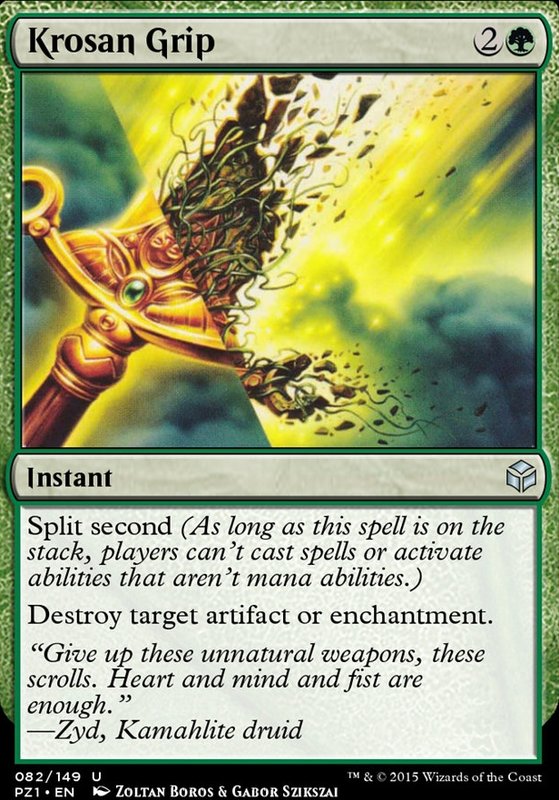 Krosan Grip 2
Instant
Split second (As long as this spell is on the
stack, players can't cast spells or activate
abilities that aren't mana abilities.)
Destroy target artifact or enchantment.
“Give up these unnatural weapons, these
scrolls. Heart and mind and fist are
enough.”
—Zyd, Kamahlite druid
082/149 U
PZ1 • EN Zoltan Boros & Gabor Szikszai
™ & © 2015 Wizards of the Coast